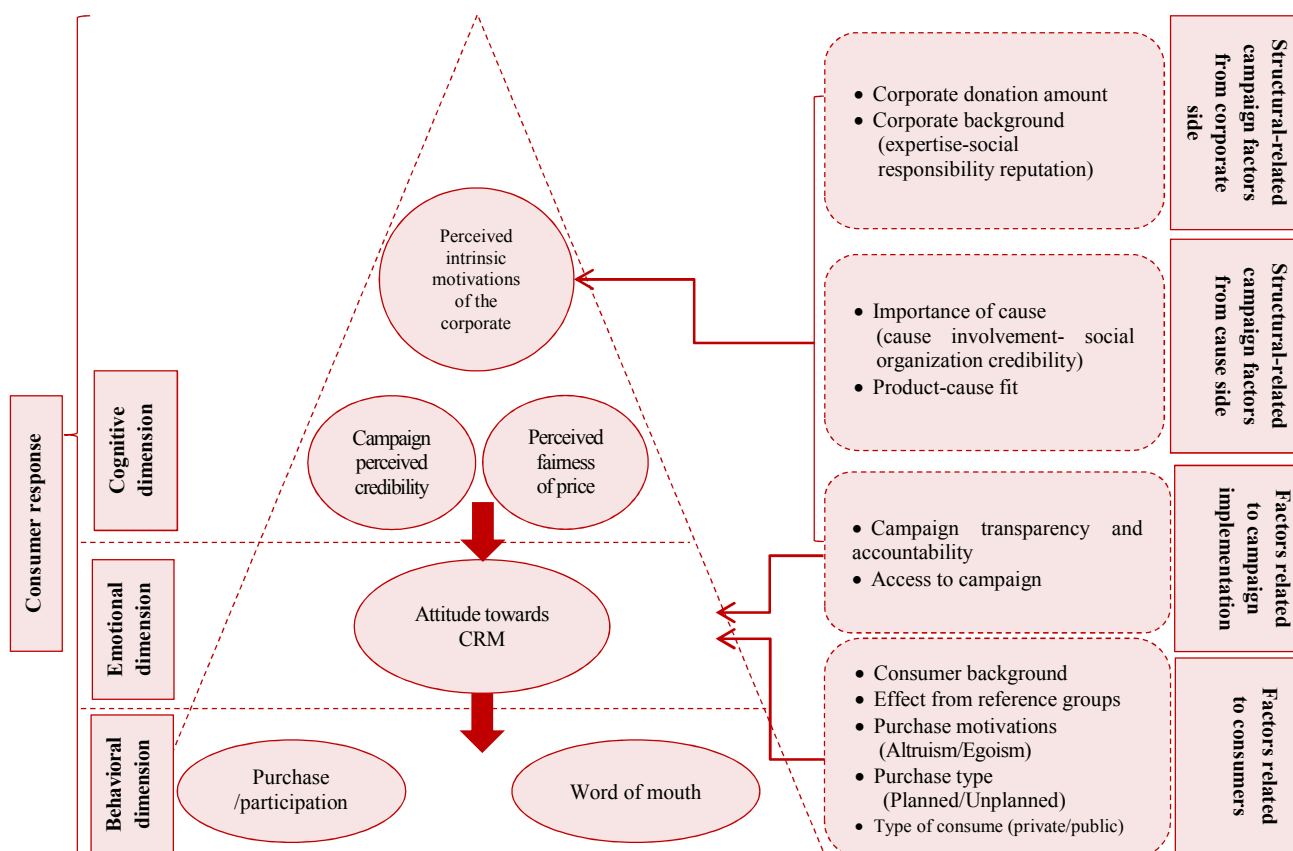 Consumer response
Cognitive
dimension
Emotional
dimension
Behavioral
dimension
Perceived
intrinsic
motivations
of the
corporate
Campaign
perceived
credibility
Perceived
fairness
of price
Attitude towards
CRM
Purchase
/participation
Word of mouth
• Corporate donation amount
• Corporate background
(expertise-social
responsibility reputation)
Structural-related
campaign factors
from corporate
side
• Importance of cause
(cause involvement- social
organization credibility)
• Product-cause fit
Structural-related
campaign factors
from cause side
• Campaign transparency and
accountability
• Access to campaign
Factors related
to campaign
implementation
• Consumer background
• Effect from reference groups
• Purchase motivations
(Altruism/Egoism)
• Purchase type
(Planned/Unplanned)
• Type of consume (private/public)
Factors related
to consumers